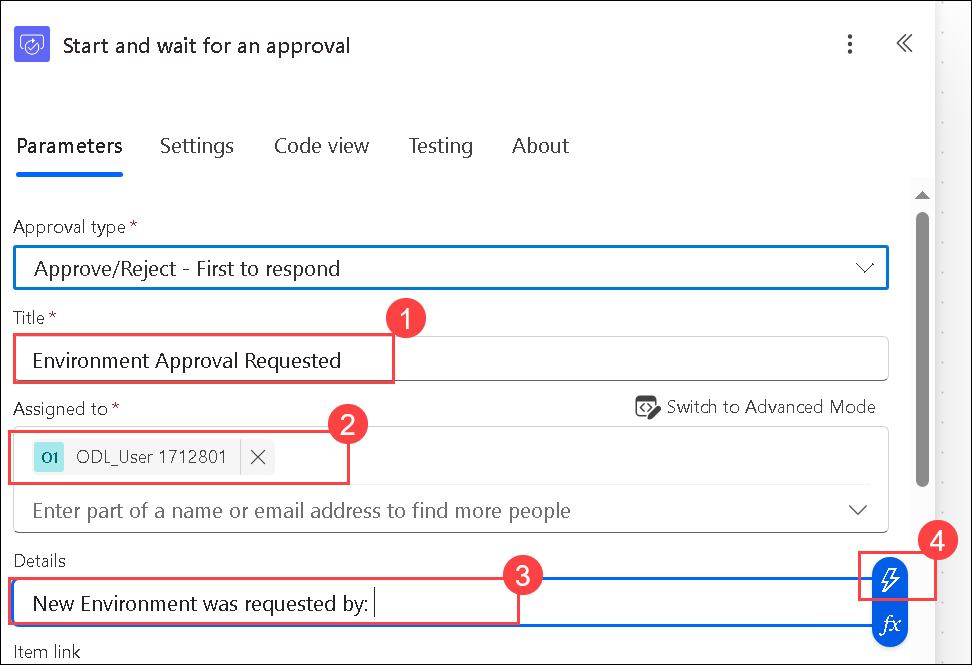 Start and wait for an approval
Parameters Settings Code view Testing About
Approval type *
Approve/Reject - First to respond
Title *
1
Environment Approval Requested
Assigned to *
2
Switch to Advanced Mode
O1 ODL_User 1712801
Enter part of a name or email address to find more people
4
Details
3
New Environment was requested by:
fx
Item link